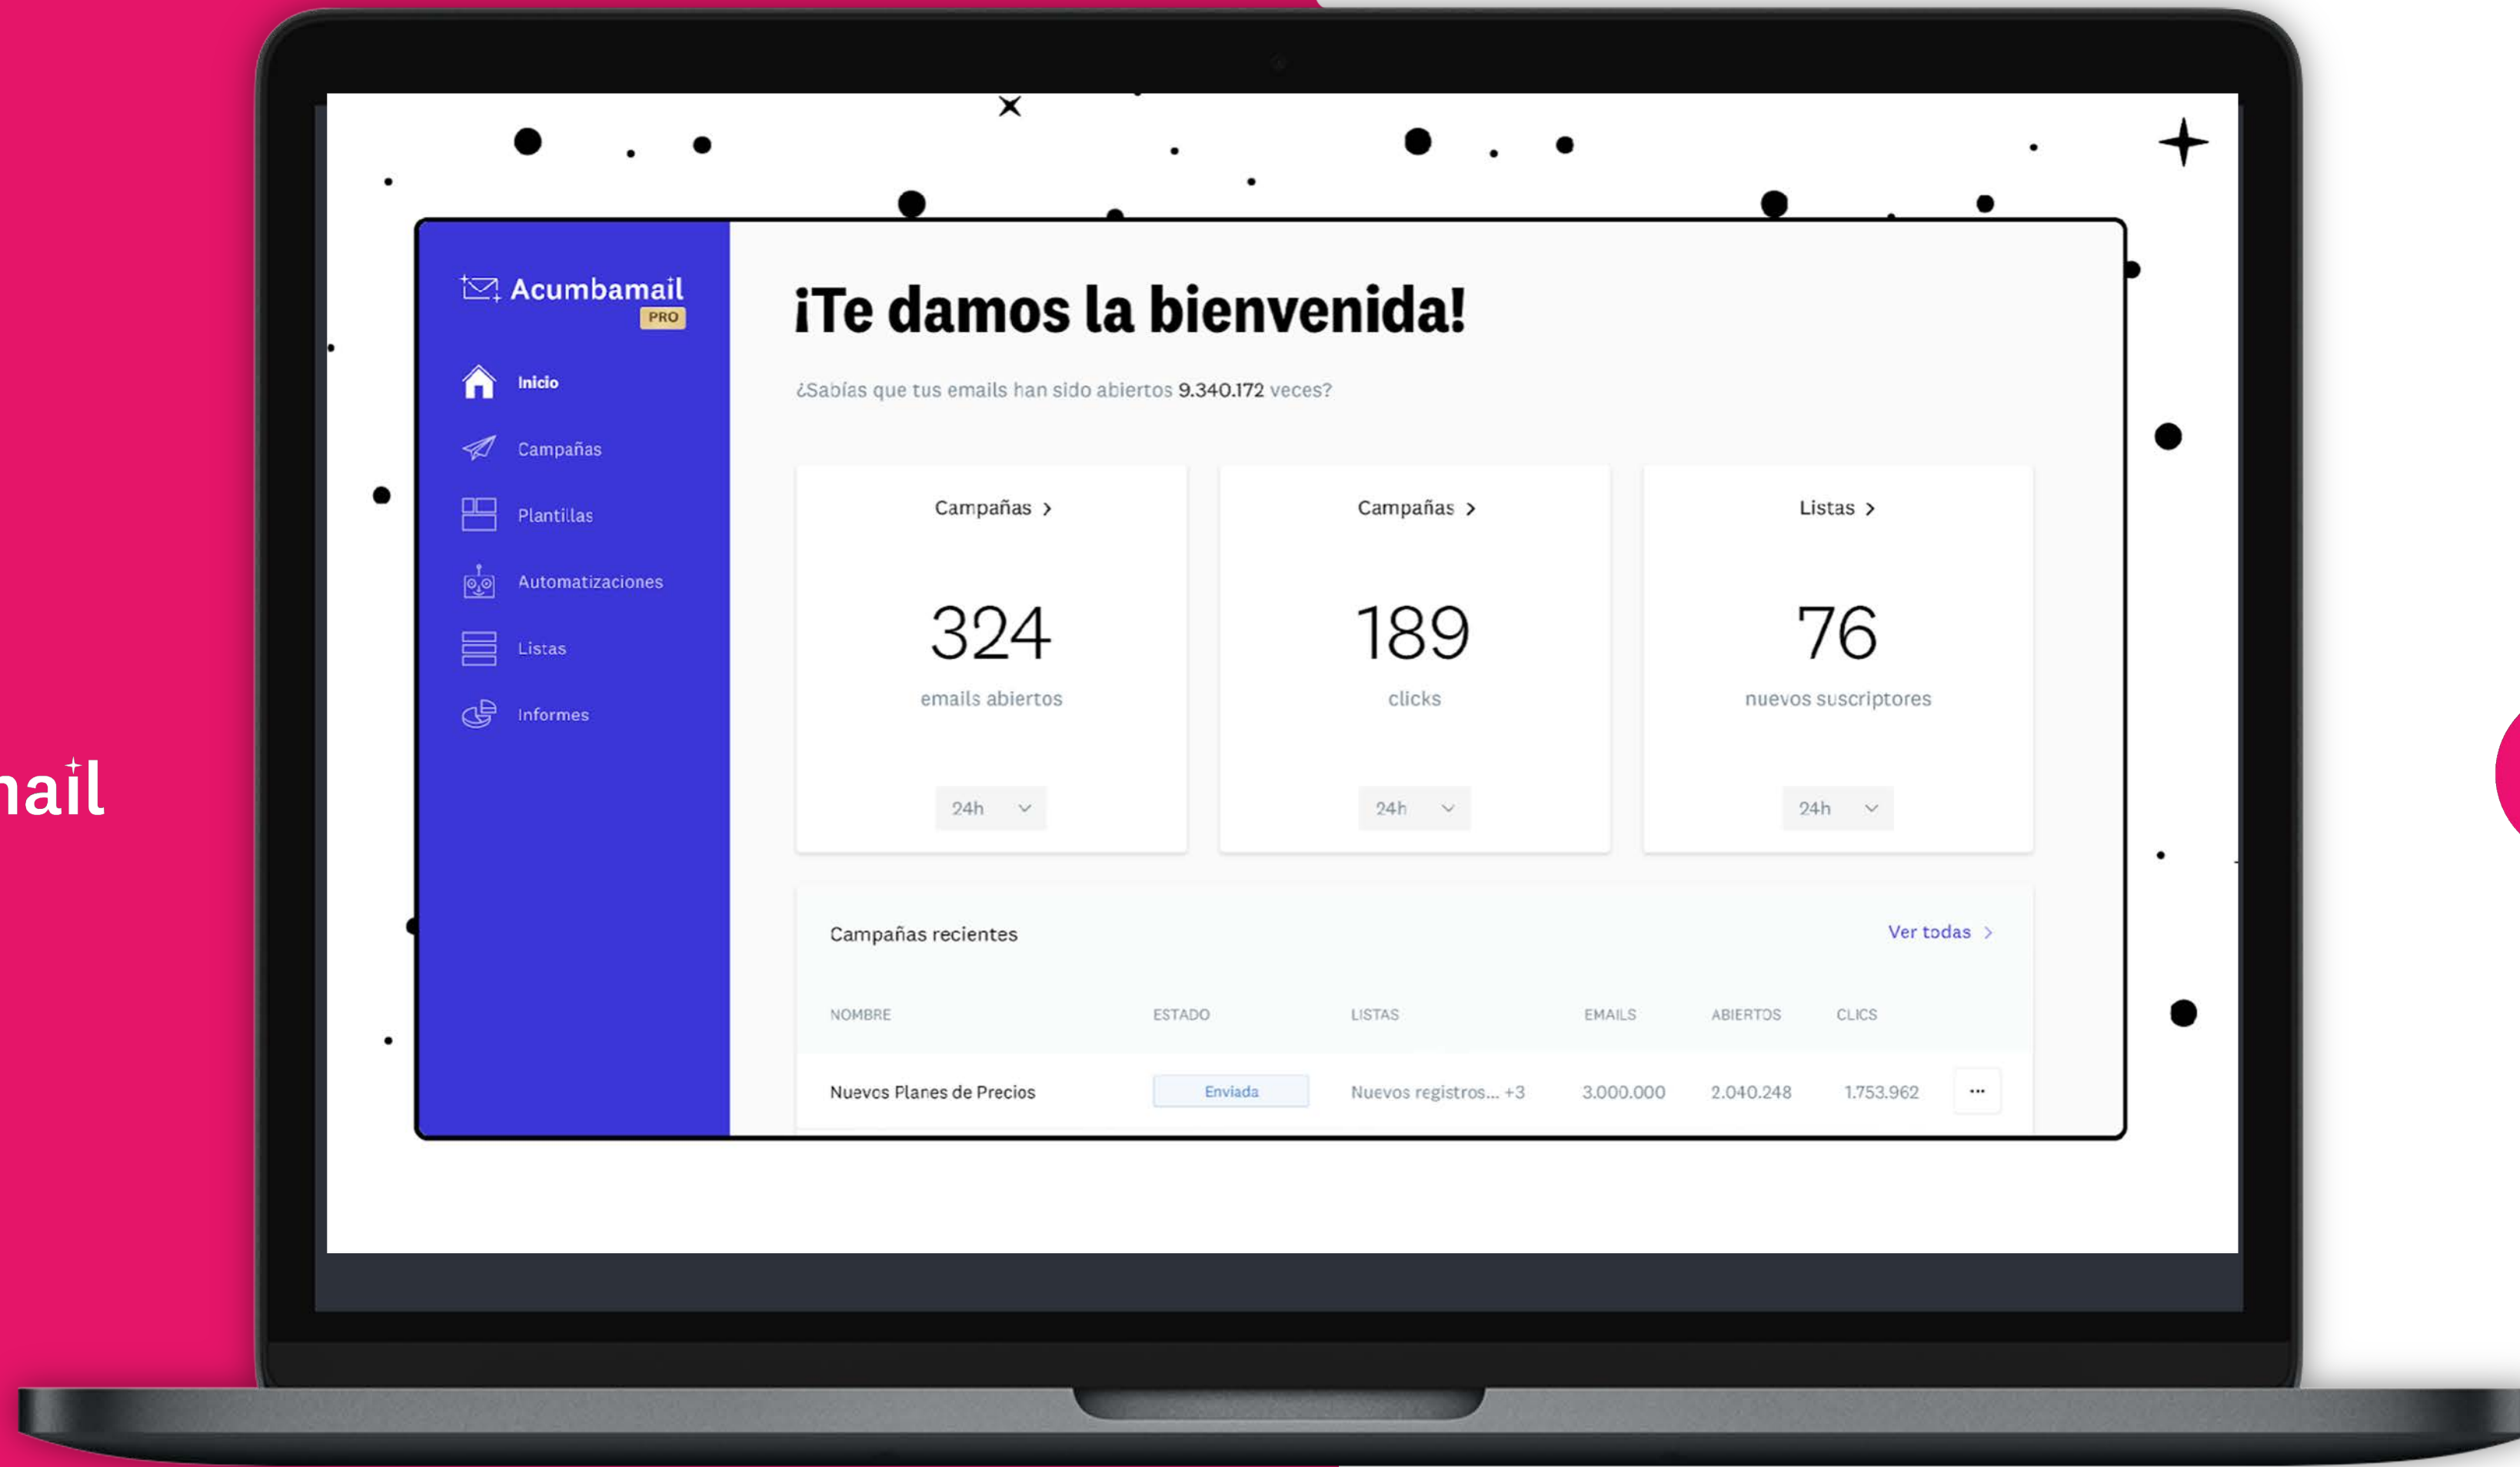 Acumbamail
PRO
Inicio
Campañas
Plantillas
Automatizaciones
Listas
Informes
¡Te damos la bienvenida!
¿Sabías que tus emails han sido abiertos 9.340.172 veces?
Campañas >
324
emails abiertos
24h
Campañas >
189
clicks
24h
Listas >
76
nuevos suscriptores
24h
Campañas recientes
Ver todas >
NOMBRE ESTADO LISTAS EMAILS ABIERTOS CLICS
Nuevos Planes de Precios Enviada Nuevos registros... +3 3.000.000 2.040.248 1.753.962 ...